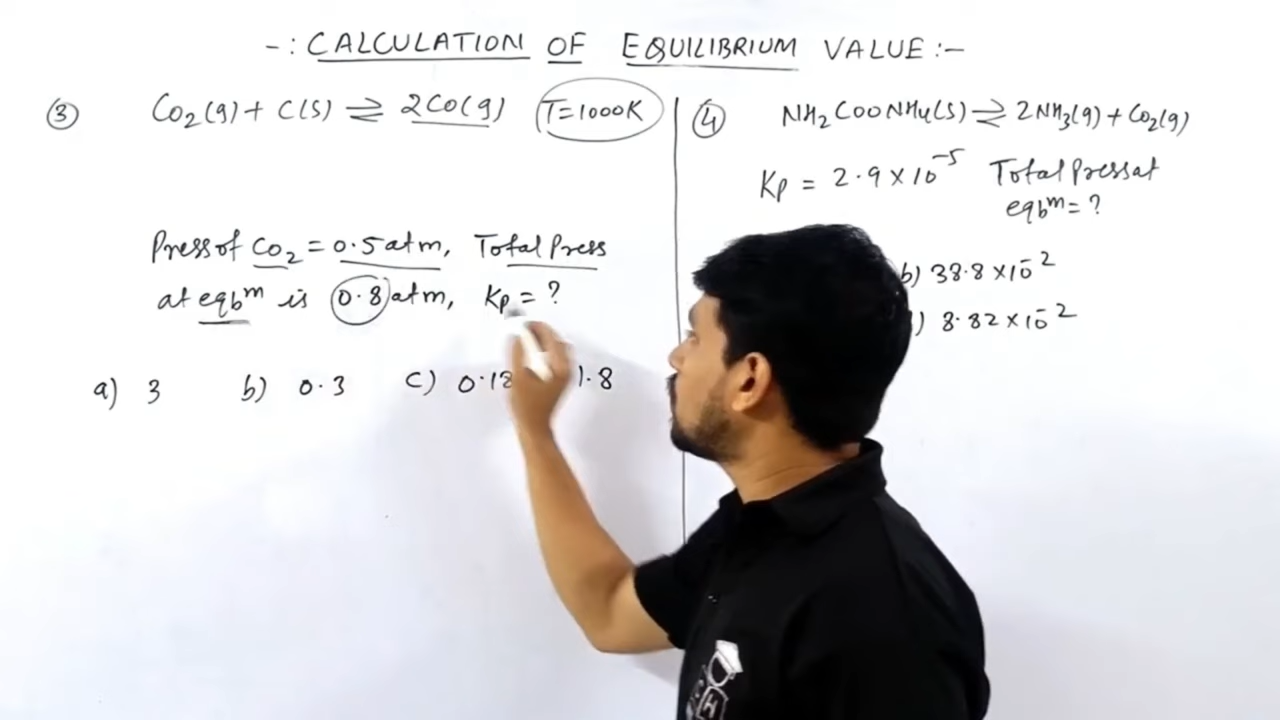 -: CALCULATION OF EQUILIBRIUM VALUE :-
③ CO₂(g) + C(s) ⇌ 2CO(g) T=1000K
Press of CO₂ = 0.5 atm, Total Press
at eqbᵐ is 0.8 atm, Kp = ?
a) 3 b) 0.3 c) 0.18 1.8
④ NH₂COONH₄(s) ⇌ 2NH₃(g) + CO₂(g)
Kp = 2.9 × 10⁻⁵ Total Press at
eqbᵐ = ?
b) 38.8 × 10⁻²
) 8.82 × 10⁻²